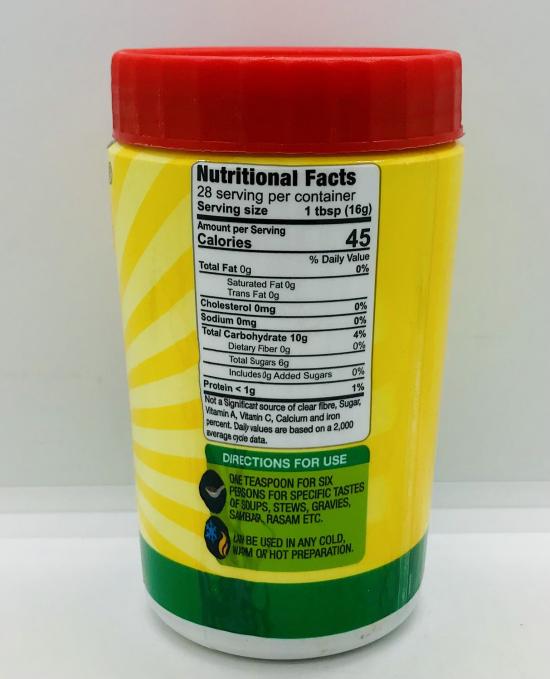 Nutritional Facts
28 serving per container
Serving size 1 tbsp (16g)
Amount per Serving
Calories 45
% Daily Value
Total Fat 0g 0%
Saturated Fat 0g
Trans Fat 0g
Cholesterol 0mg 0%
Sodium 0mg 0%
Total Carbohydrate 10g 4%
Dietary Fiber 0g 0%
Total Sugars 6g
Includes 0g Added Sugars 0%
Protein < 1g 1%
Not a Significant source of clear fibre, Sugar,
Vitamin A, Vitamin C, Calcium and iron
percent. Daily values are based on a 2,000
average cycle data.
DIRECTIONS FOR USE
ONE TEASPOON FOR SIX
PERSONS FOR SPECIFIC TASTES
OF SOUPS, STEWS, GRAVIES,
SAMBAR, RASAM ETC.
CAN BE USED IN ANY COLD,
WARM OR HOT PREPARATION.